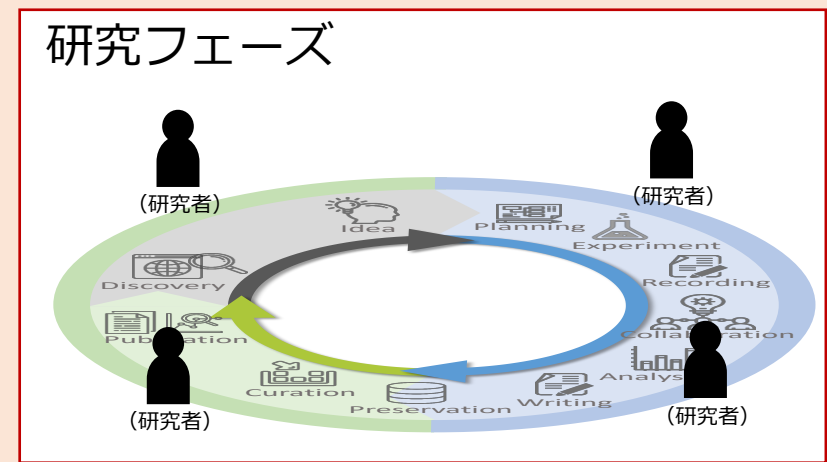 研究フェーズ
（研究者）
（研究者）
Idea
Planning
Experiment
Discovery
Recording
Collaboration
Publication
Analysis
Curation
Writing
Preservation
（研究者）
（研究者）